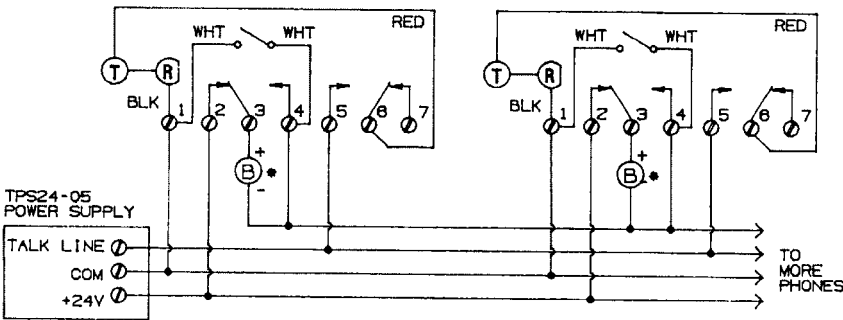 RED
WHT
WHT
T
R
BLK
1
2
3
4
5
6
7
+
B
*
-
RED
WHT
WHT
T
R
BLK
1
2
3
4
5
6
7
+
B
-
*
TPS24-05
POWER SUPPLY
TALK LINE
COM
+24V
TO
MORE
PHONES